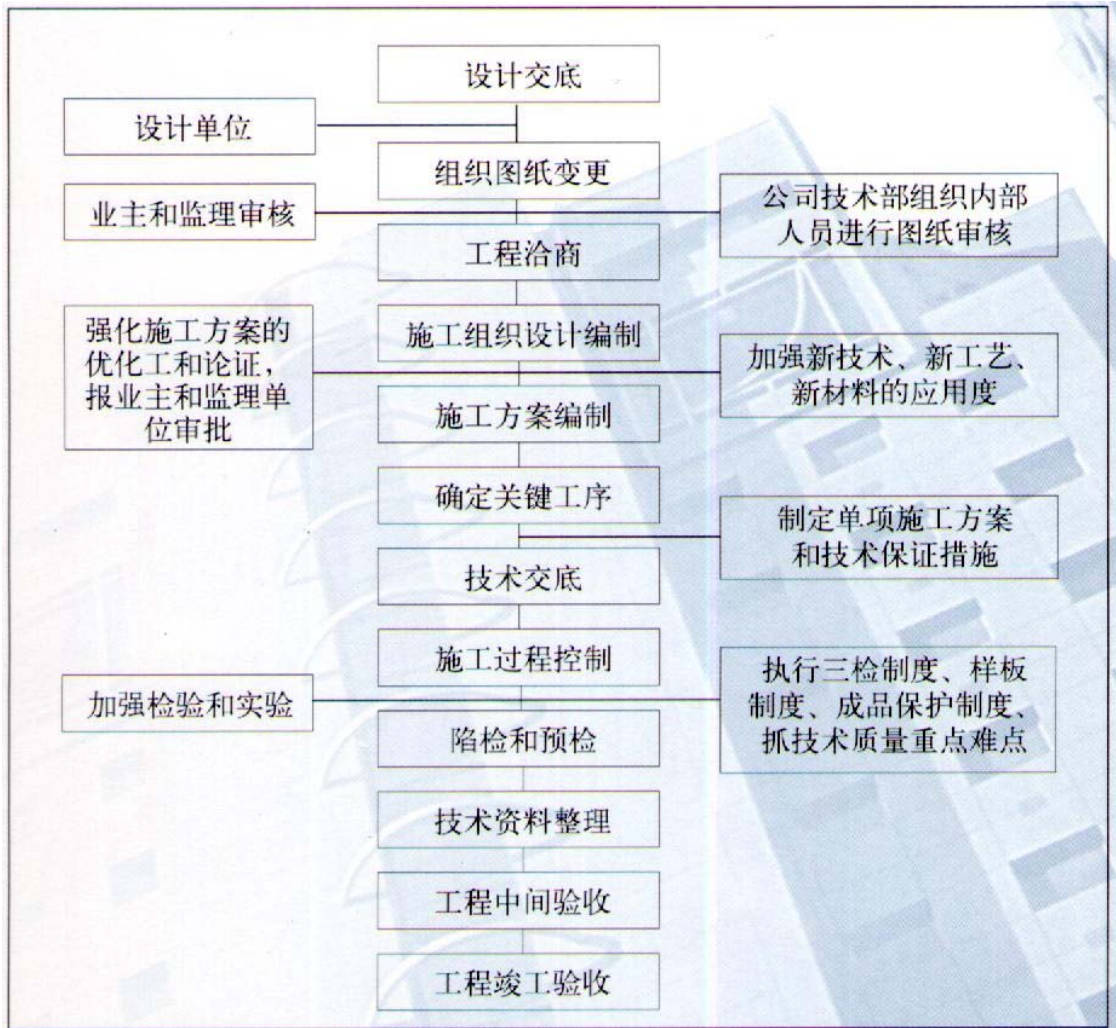 设计交底
设计单位
组织图纸变更
业主和监理审核
公司技术部组织内部
人员进行图纸审核
工程洽商
强化施工方案的
优化工和论证，
报业主和监理单
位审批
施工组织设计编制
加强新技术、新工艺、
新材料的应用度
施工方案编制
确定关键工序
制定单项施工方案
和技术保证措施
技术交底
施工过程控制
加强检验和实验
执行三检制度、样板
制度、成品保护制度、
抓技术质量重点难点
陷检和预检
技术资料整理
工程中间验收
工程竣工验收